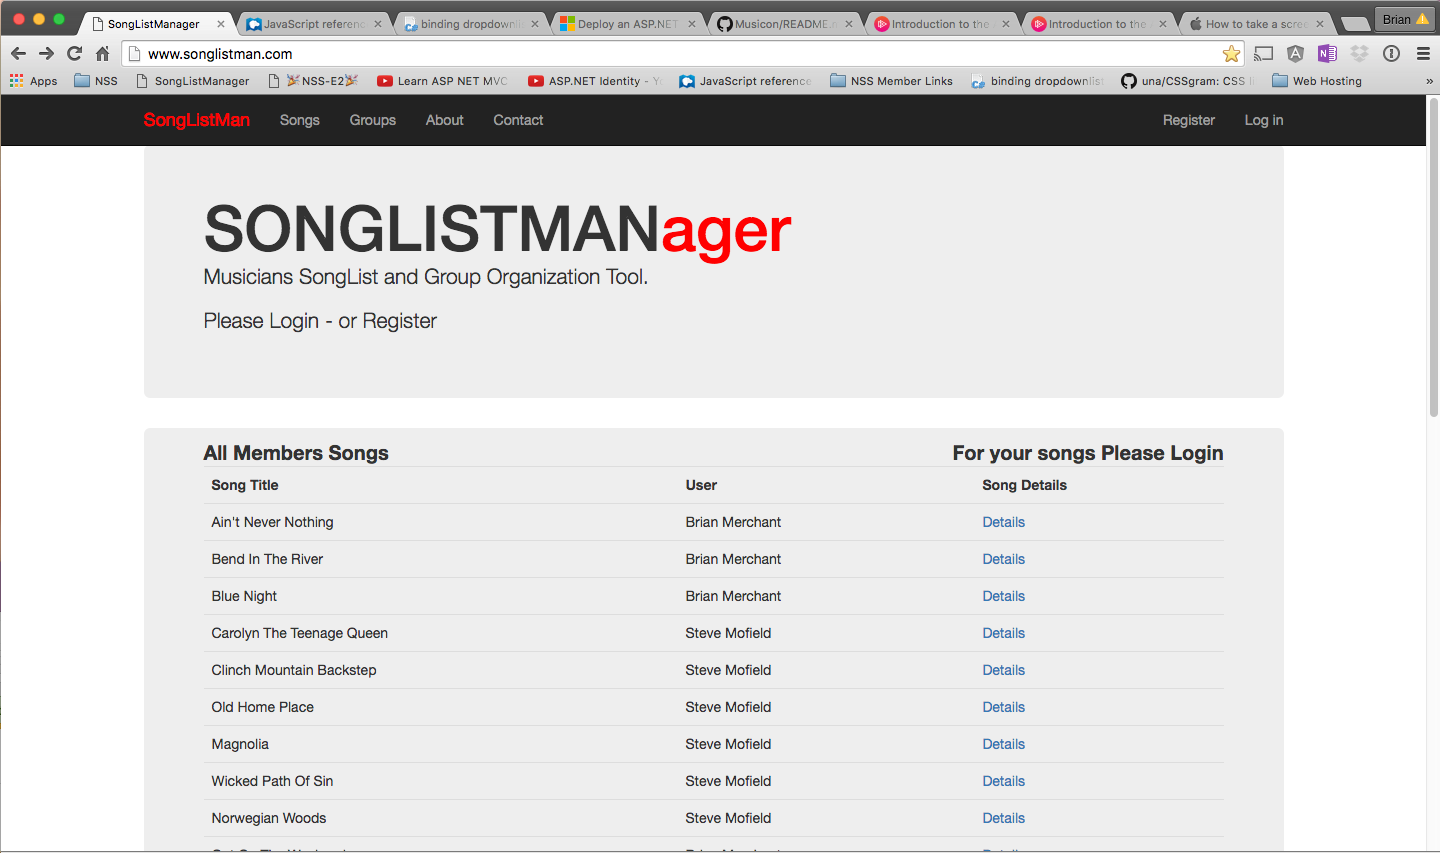 SongListManager JavaScript referenc binding dropdownli Deploy an ASP.NET Musicon/README.m Introduction to the Introduction to the How to take a scree Brian
www.songlistman.com
Apps NSS SongListManager 🎉NSS-E2🎉 Learn ASP NET MVC ASP.NET Identity - Y JavaScript reference NSS Member Links binding dropdownlist una/CSSgram: CSS li Web Hosting »
SongListMan Songs Groups About Contact Register Log in
SONGLISTMANager
Musicians SongList and Group Organization Tool.
Please Login - or Register
All Members Songs For your songs Please Login
Song Title User Song Details
Ain't Never Nothing Brian Merchant Details
Bend In The River Brian Merchant Details
Blue Night Brian Merchant Details
Carolyn The Teenage Queen Steve Mofield Details
Clinch Mountain Backstep Steve Mofield Details
Old Home Place Steve Mofield Details
Magnolia Steve Mofield Details
Wicked Path Of Sin Steve Mofield Details
Norwegian Woods Steve Mofield Details